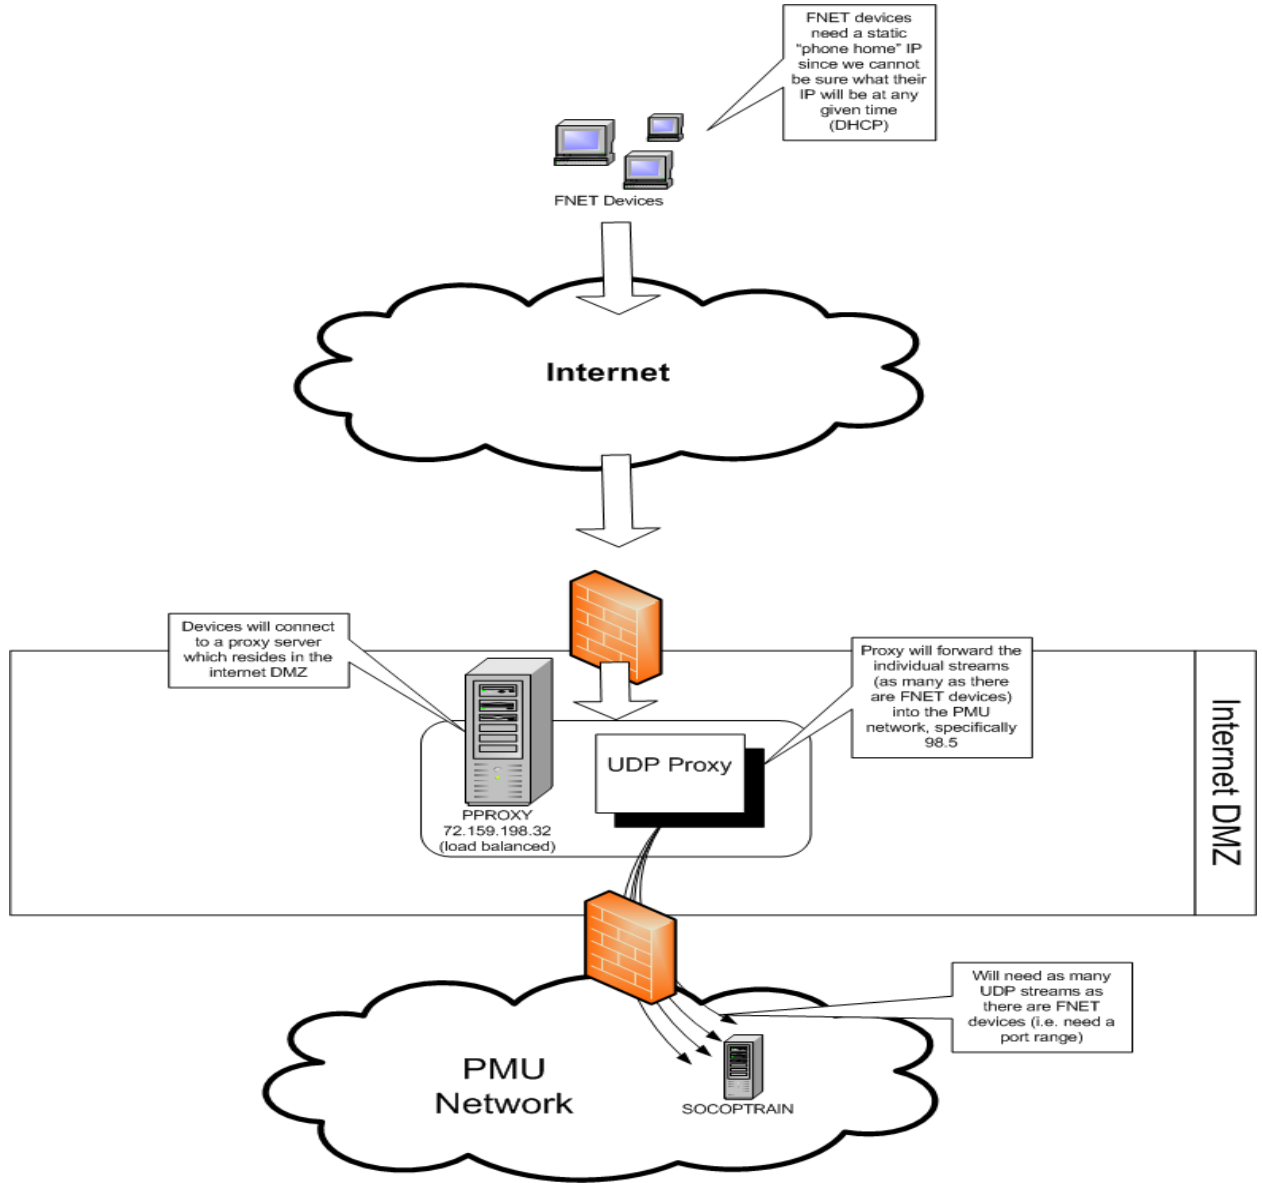 FNET devices
need a static
“phone home” IP
since we cannot
be sure what their
IP will be at any
given time
(DHCP)
FNET Devices
Internet
Devices will connect
to a proxy server
which resides in the
internet DMZ
Proxy will forward the
individual streams
(as many as there
are FNET devices)
into the PMU
network, specifically
98.5
UDP Proxy
PPROXY
72.159.198.32
(load balanced)
Internet DMZ
Will need as many
UDP streams as
there are FNET
devices (i.e. need a
port range)
PMU
Network
SOCOPTRAIN